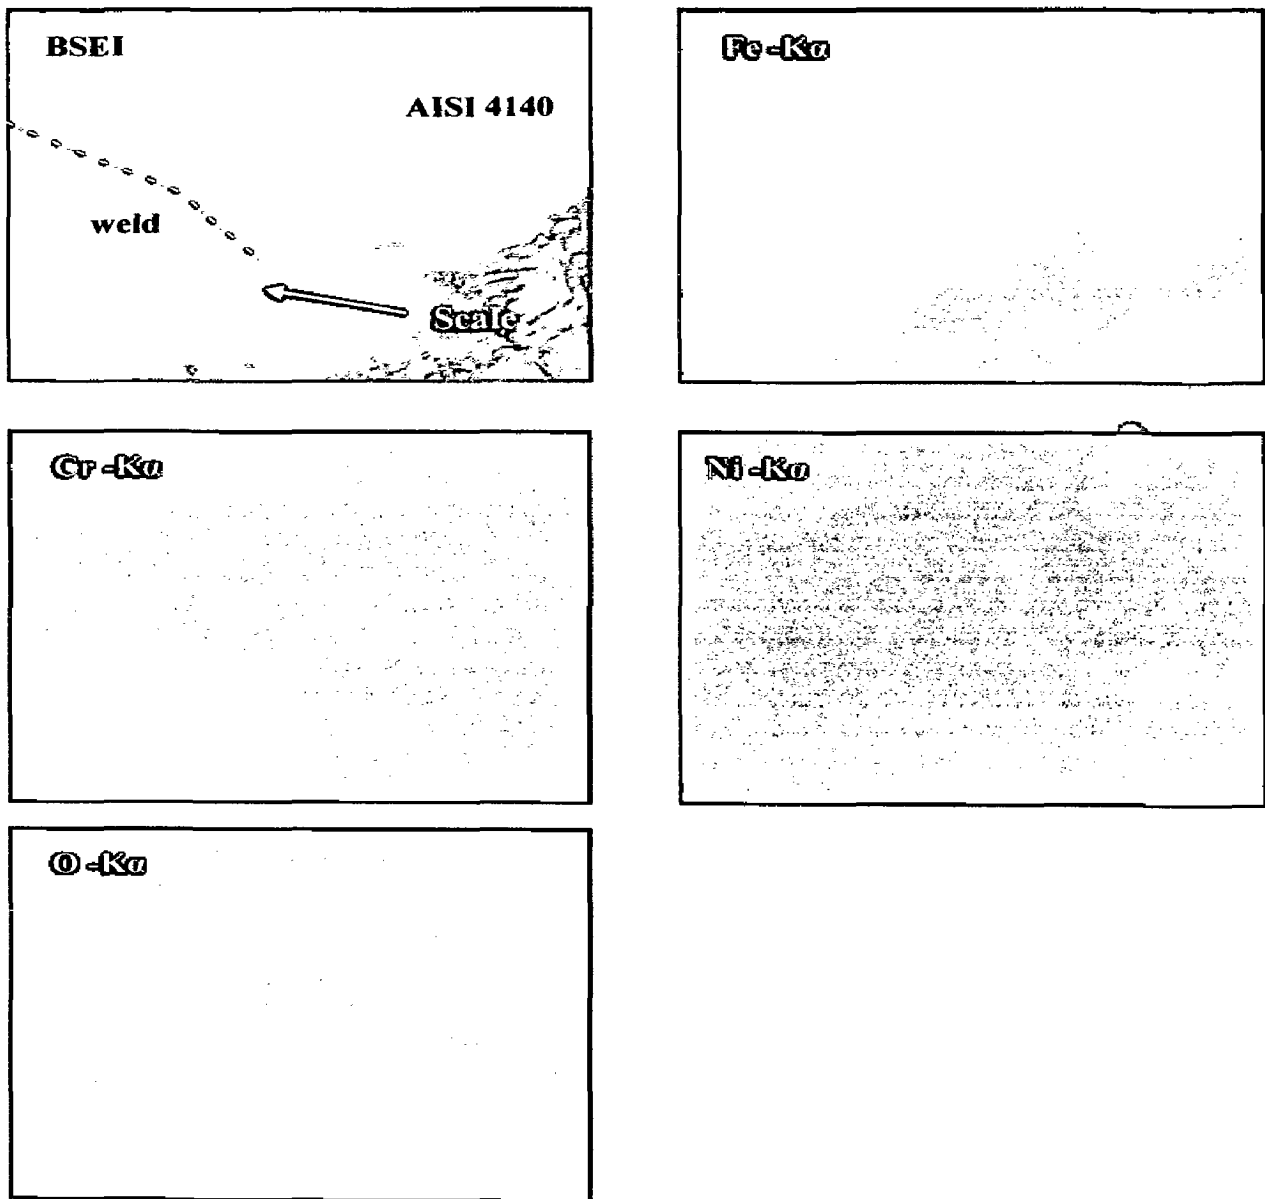 BSEI
AISI 4140
weld
Scale
Fe-Kα
Cr-Kα
Ni-Kα
O-Kα